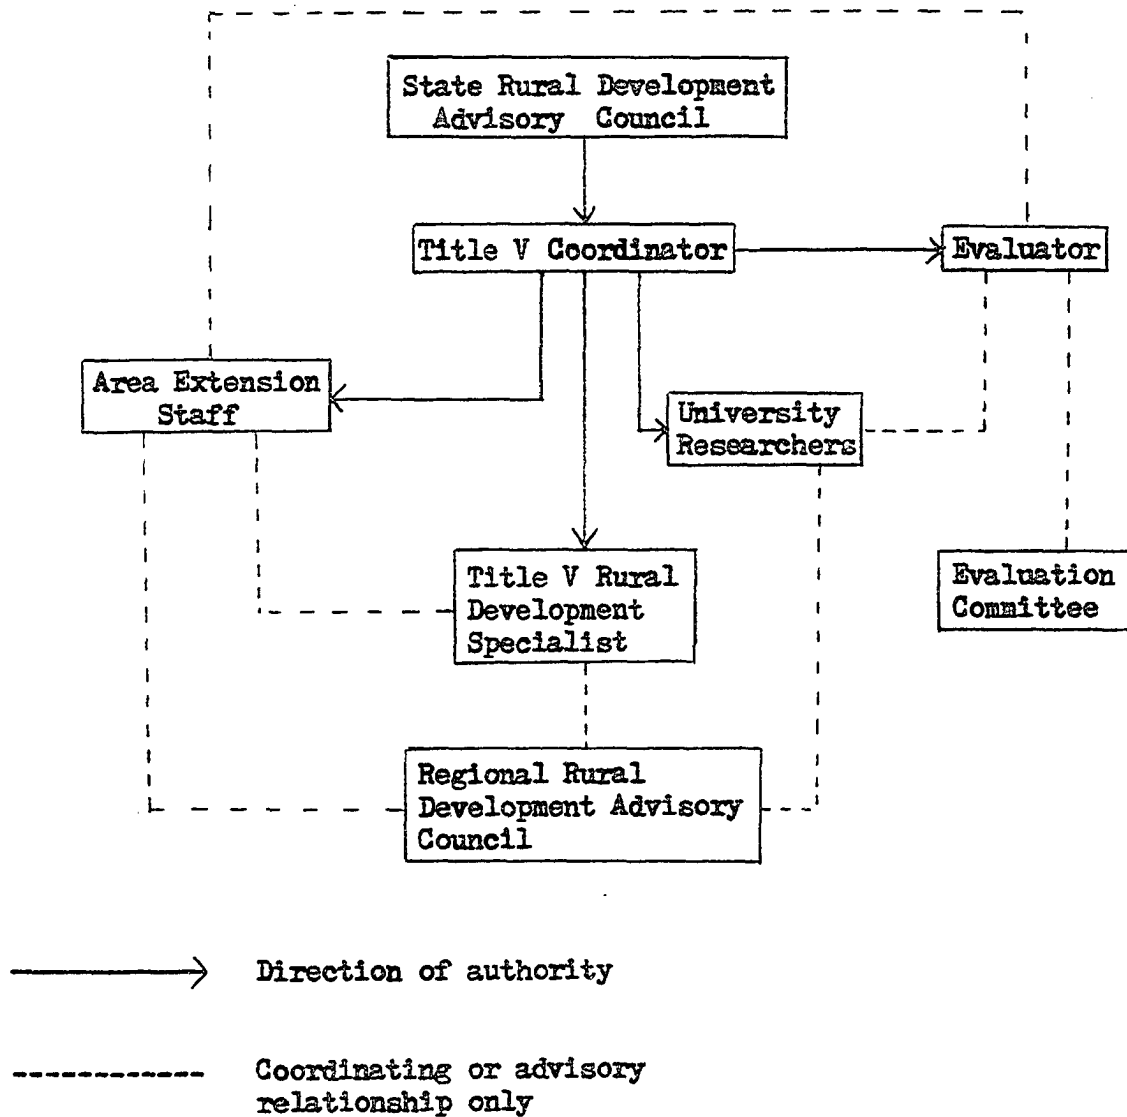 State Rural Development
Advisory Council
Title V Coordinator
Evaluator
Area Extension
Staff
University
Researchers
Title V Rural
Development
Specialist
Evaluation
Committee
Regional Rural
Development Advisory
Council
Direction of authority
Coordinating or advisory
relationship only